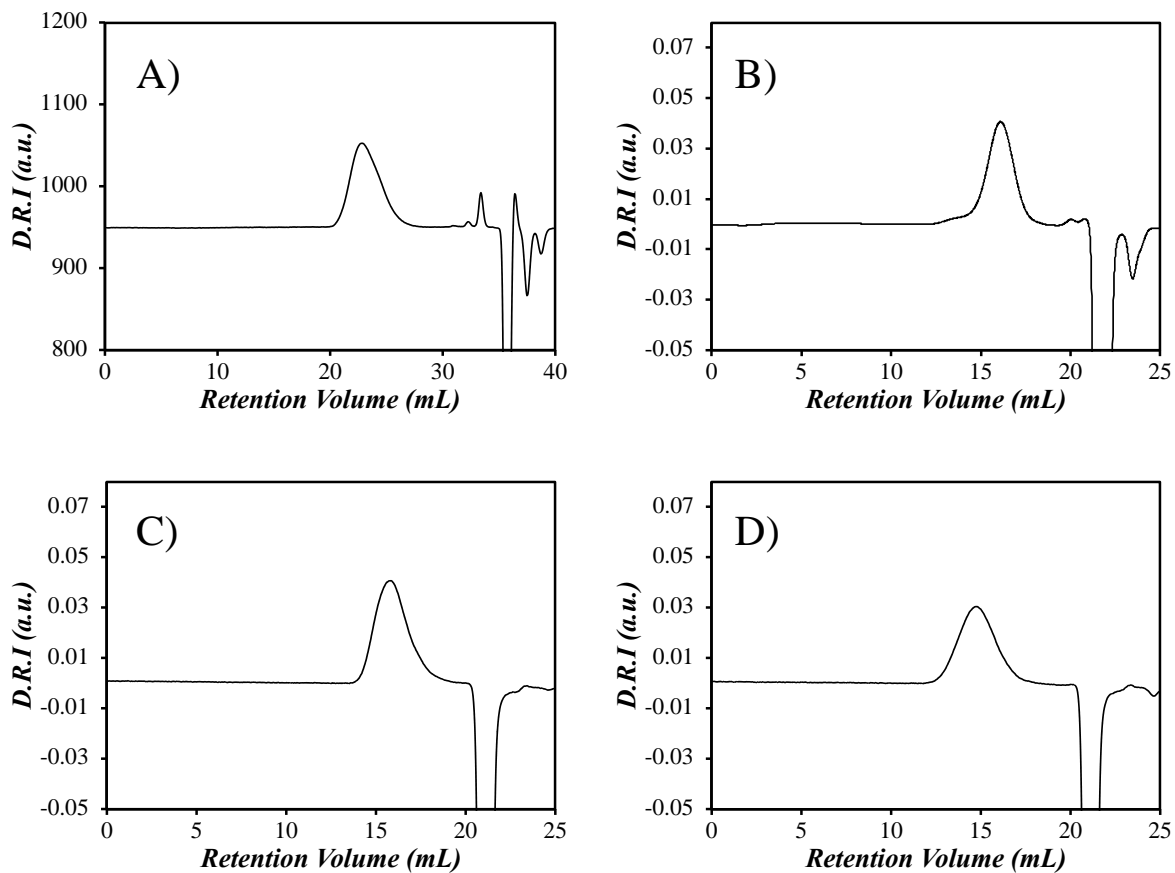 A)
1200
1100
1000
900
800
D.R.I (a.u.)
0 10 20 30 40
Retention Volume (mL)
B)
0.07
0.05
0.03
0.01
-0.01
-0.03
-0.05
D.R.I (a.u.)
0 5 10 15 20 25
Retention Volume (mL)
C)
0.07
0.05
0.03
0.01
-0.01
-0.03
-0.05
D.R.I (a.u.)
0 5 10 15 20 25
Retention Volume (mL)
D)
0.07
0.05
0.03
0.01
-0.01
-0.03
-0.05
D.R.I (a.u.)
0 5 10 15 20 25
Retention Volume (mL)